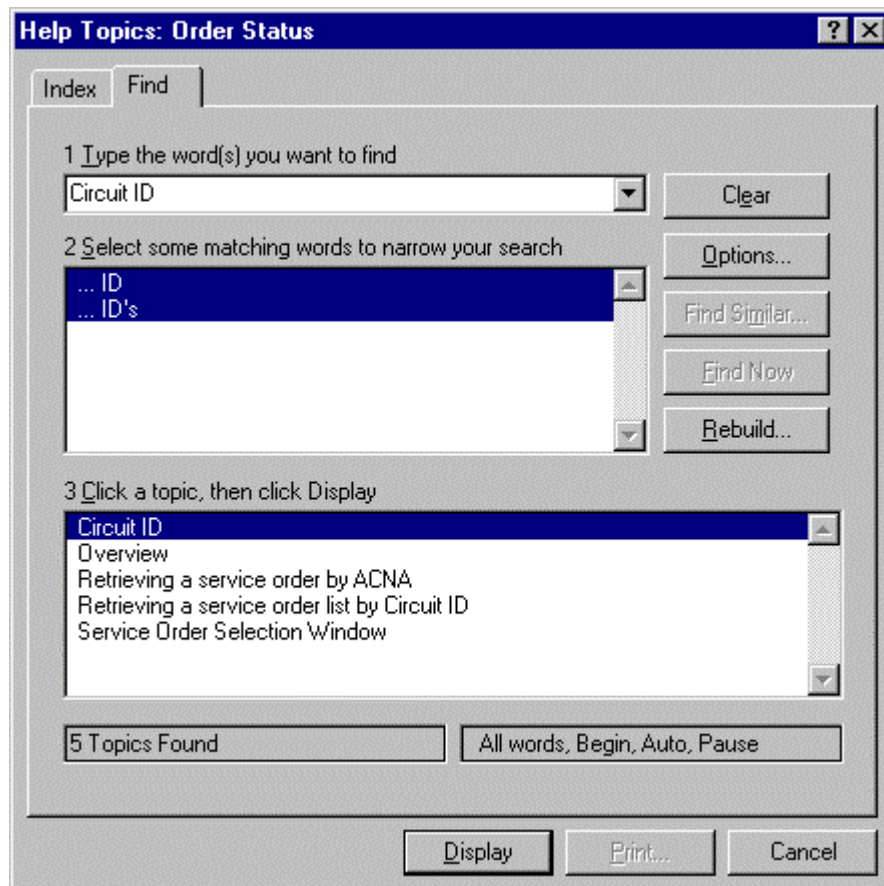 Help Topics: Order Status
Index Find
1 Type the word(s) you want to find
Circuit ID
Clear
2 Select some matching words to narrow your search
Options...
... ID
... ID's
Find Similar...
Find Now
Rebuild...
3 Click a topic, then click Display
Circuit ID
Overview
Retrieving a service order by ACNA
Retrieving a service order list by Circuit ID
Service Order Selection Window
5 Topics Found All words, Begin, Auto, Pause
Display Print... Cancel